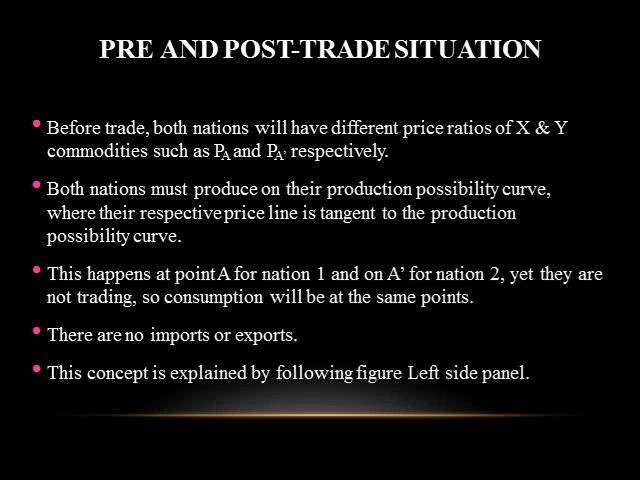 PRE AND POST-TRADE SITUATION
• Before trade, both nations will have different price ratios of X & Y
commodities such as PA and PA’ respectively.
• Both nations must produce on their production possibility curve,
where their respective price line is tangent to the production
possibility curve.
• This happens at point A for nation 1 and on A’ for nation 2, yet they are
not trading, so consumption will be at the same points.
• There are no imports or exports.
• This concept is explained by following figure Left side panel.